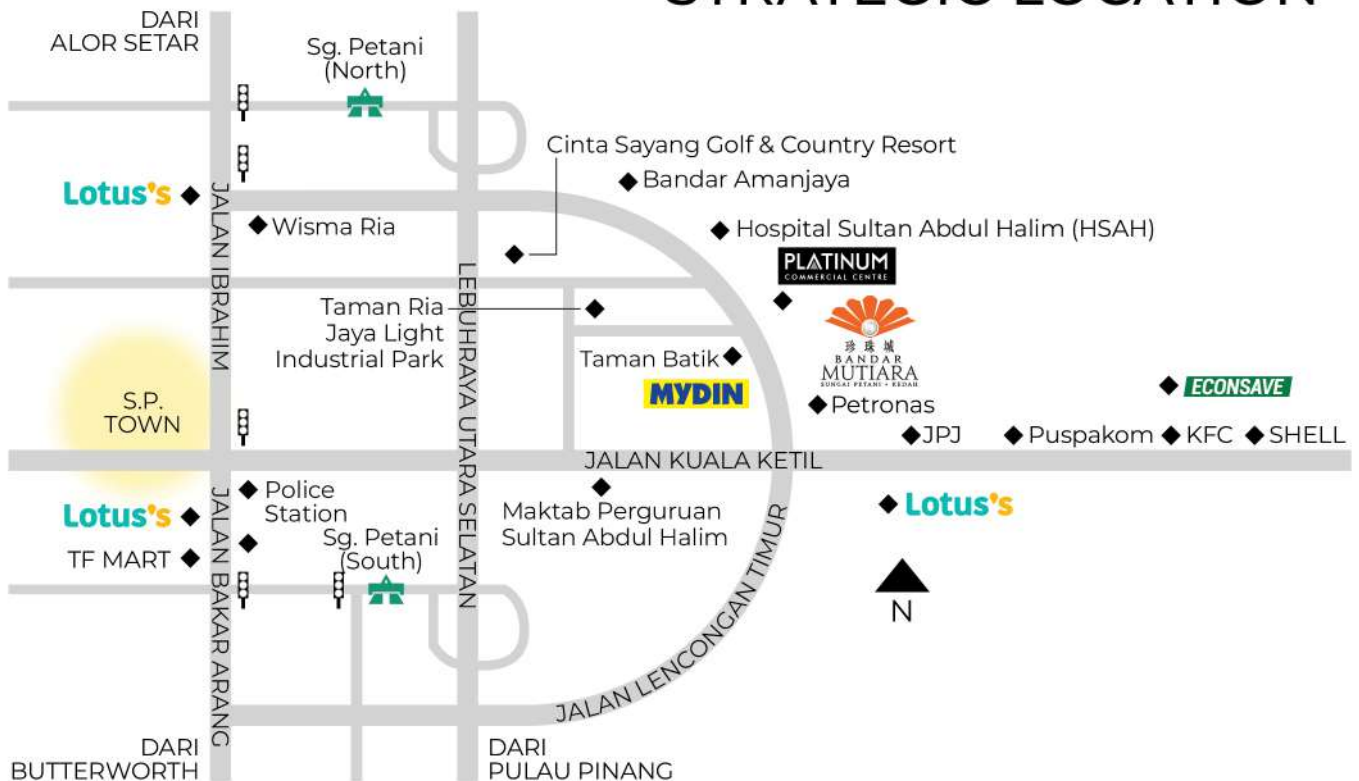 STRATEGIC LOCATION
DARI
ALOR SETAR
Sg. Petani
(North)
Cinta Sayang Golf & Country Resort
Bandar Amanjaya
Lotus's
Wisma Ria
Hospital Sultan Abdul Halim (HSAH)
PLATINUM
COMMERCIAL CENTRE
JALAN IBRAHIM
LEBUHRAYA UTARA SELATAN
Taman Ria
Jaya Light
Industrial Park
Taman Batik
MYDIN
珍珠城
BANDAR
MUTIARA
SUNGAI PETANI • KEDAH
Petronas
ECONSAVE
S.P.
TOWN
JPJ
Puspakom
KFC
SHELL
JALAN KUALA KETIL
Lotus's
TF MART
JALAN BAKAR ARANG
Police
Station
Sg. Petani
(South)
Maktab Perguruan
Sultan Abdul Halim
Lotus's
JALAN LENCONGAN TIMUR
N
DARI
BUTTERWORTH
DARI
PULAU PINANG